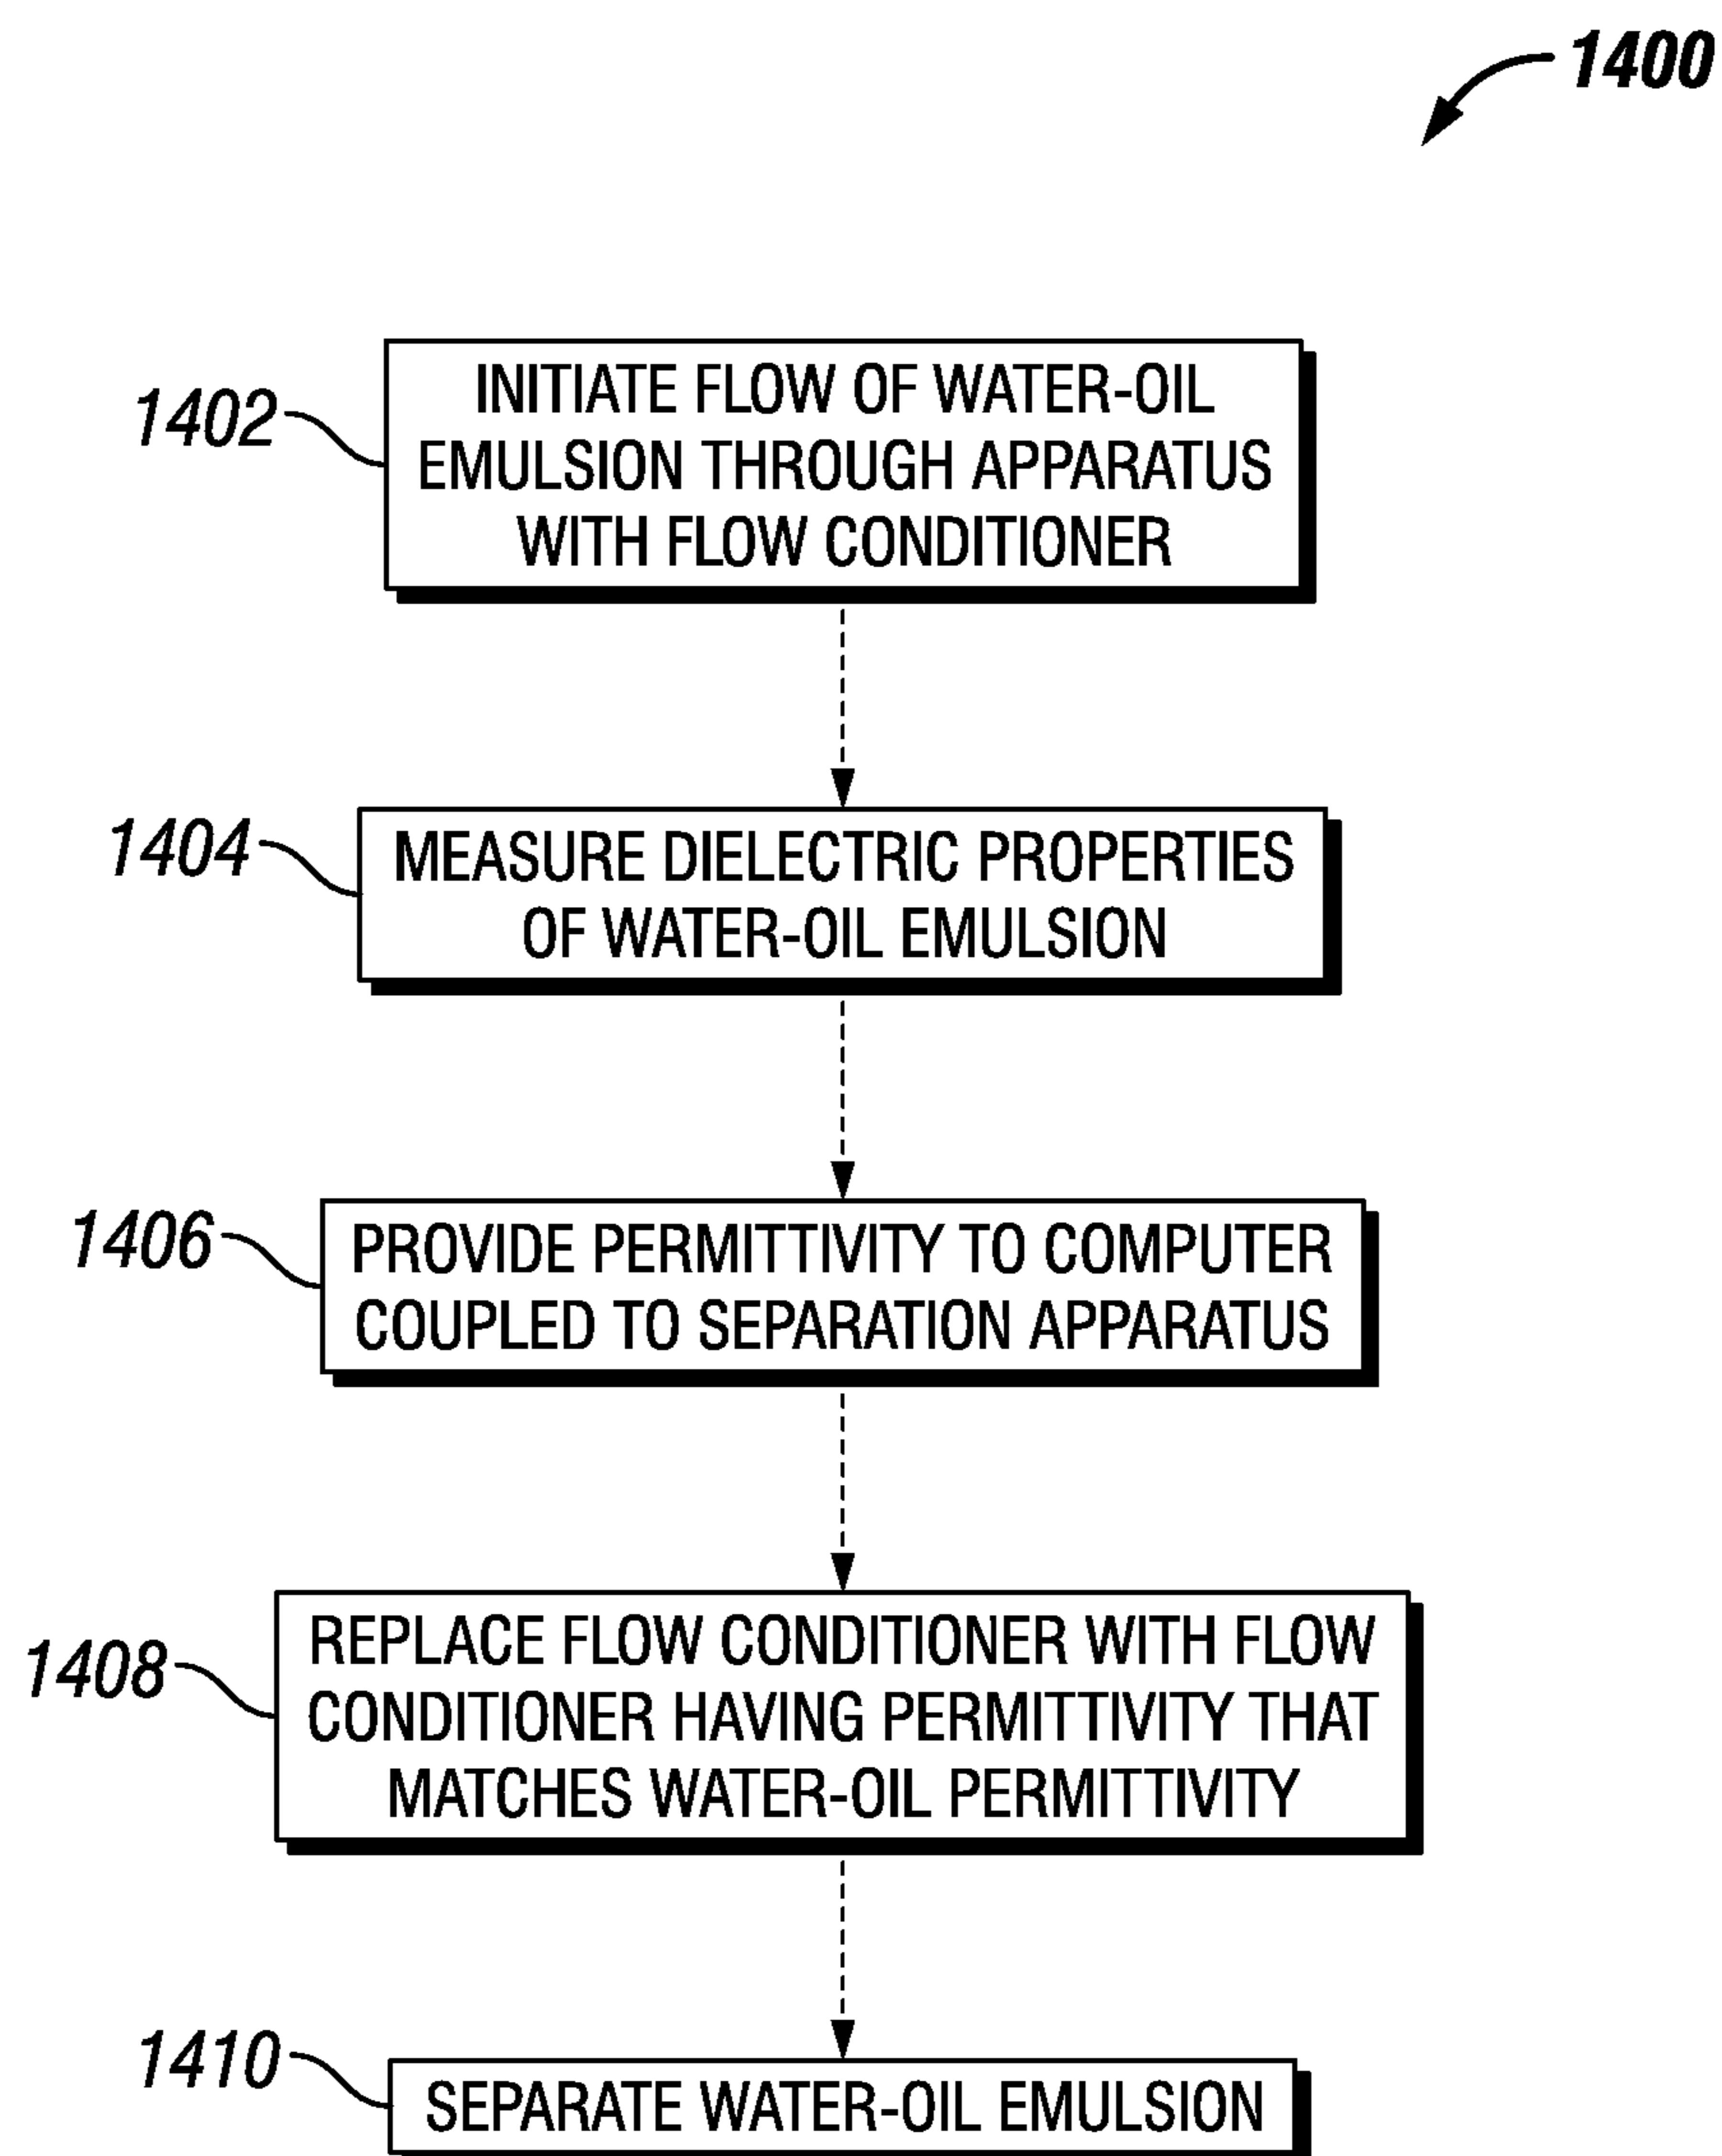 1400
1402
INITIATE FLOW OF WATER-OIL
EMULSION THROUGH APPARATUS
WITH FLOW CONDITIONER
1404
MEASURE DIELECTRIC PROPERTIES
OF WATER-OIL EMULSION
1406
PROVIDE PERMITTIVITY TO COMPUTER
COUPLED TO SEPARATION APPARATUS
1408
REPLACE FLOW CONDITIONER WITH FLOW
CONDITIONER HAVING PERMITTIVITY THAT
MATCHES WATER-OIL PERMITTIVITY
1410
SEPARATE WATER-OIL EMULSION